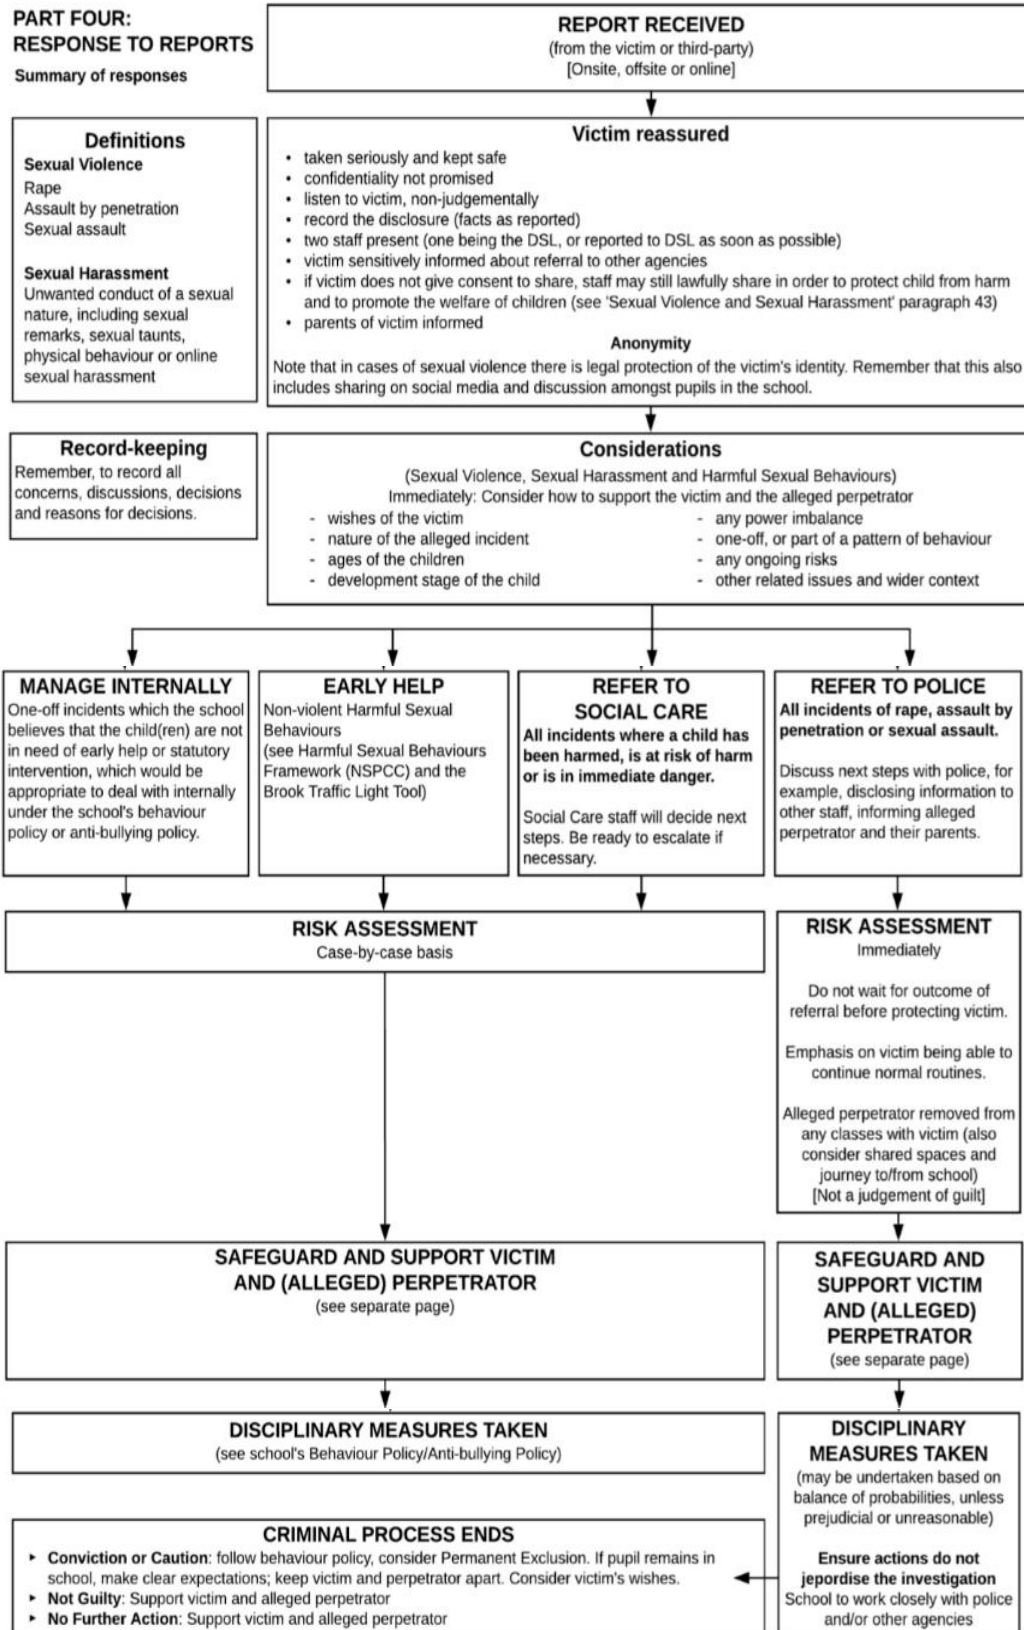 PART FOUR:
RESPONSE TO REPORTS
Summary of responses
REPORT RECEIVED
(from the victim or third-party)
[Onsite, offsite or online]
Definitions
Sexual Violence
Rape
Assault by penetration
Sexual assault
Sexual Harassment
Unwanted conduct of a sexual
nature, including sexual
remarks, sexual taunts,
physical behaviour or online
sexual harassment
Victim reassured
• taken seriously and kept safe
• confidentiality not promised
• listen to victim, non-judgementally
• record the disclosure (facts as reported)
• two staff present (one being the DSL, or reported to DSL as soon as possible)
• victim sensitively informed about referral to other agencies
• if victim does not give consent to share, staff may still lawfully share in order to protect child from harm
and to promote the welfare of children (see 'Sexual Violence and Sexual Harassment' paragraph 43)
• parents of victim informed
Anonymity
Note that in cases of sexual violence there is legal protection of the victim's identity. Remember that this also
includes sharing on social media and discussion amongst pupils in the school.
Record-keeping
Remember, to record all
concerns, discussions, decisions
and reasons for decisions.
Considerations
(Sexual Violence, Sexual Harassment and Harmful Sexual Behaviours)
Immediately: Consider how to support the victim and the alleged perpetrator
- wishes of the victim
- nature of the alleged incident
- ages of the children
- development stage of the child
- any power imbalance
- one-off, or part of a pattern of behaviour
- any ongoing risks
- other related issues and wider context
MANAGE INTERNALLY
One-off incidents which the school
believes that the child(ren) are not
in need of early help or statutory
intervention, which would be
appropriate to deal with internally
under the school's behaviour
policy or anti-bullying policy.
EARLY HELP
Non-violent Harmful Sexual
Behaviours
(see Harmful Sexual Behaviours
Framework (NSPCC) and the
Brook Traffic Light Tool)
REFER TO
SOCIAL CARE
All incidents where a child has
been harmed, is at risk of harm
or is in immediate danger.
Social Care staff will decide next
steps. Be ready to escalate if
necessary.
REFER TO POLICE
All incidents of rape, assault by
penetration or sexual assault.
Discuss next steps with police, for
example, disclosing information to
other staff, informing alleged
perpetrator and their parents.
RISK ASSESSMENT
Case-by-case basis
RISK ASSESSMENT
Immediately
Do not wait for outcome of
referral before protecting victim.
Emphasis on victim being able to
continue normal routines.
Alleged perpetrator removed from
any classes with victim (also
consider shared spaces and
journey to/from school)
[Not a judgement of guilt]
SAFEGUARD AND SUPPORT VICTIM
AND (ALLEGED) PERPETRATOR
(see separate page)
SAFEGUARD AND
SUPPORT VICTIM
AND (ALLEGED)
PERPETRATOR
(see separate page)
DISCIPLINARY MEASURES TAKEN
(see school's Behaviour Policy/Anti-bullying Policy)
DISCIPLINARY
MEASURES TAKEN
(may be undertaken based on
balance of probabilities, unless
prejudicial or unreasonable)
Ensure actions do not
jepordise the investigation
School to work closely with police
and/or other agencies
CRIMINAL PROCESS ENDS
▸ Conviction or Caution: follow behaviour policy, consider Permanent Exclusion. If pupil remains in
school, make clear expectations; keep victim and perpetrator apart. Consider victim's wishes.
▸ Not Guilty: Support victim and alleged perpetrator
▸ No Further Action: Support victim and alleged perpetrator